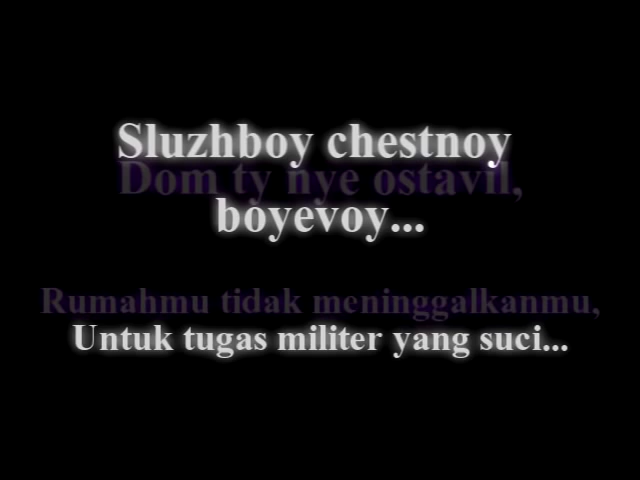 Sluzhboy chestnoy
Dom ty nye ostavil,
boyevoy...
Rumahmu tidak meninggalkanmu,
Untuk tugas militer yang suci...